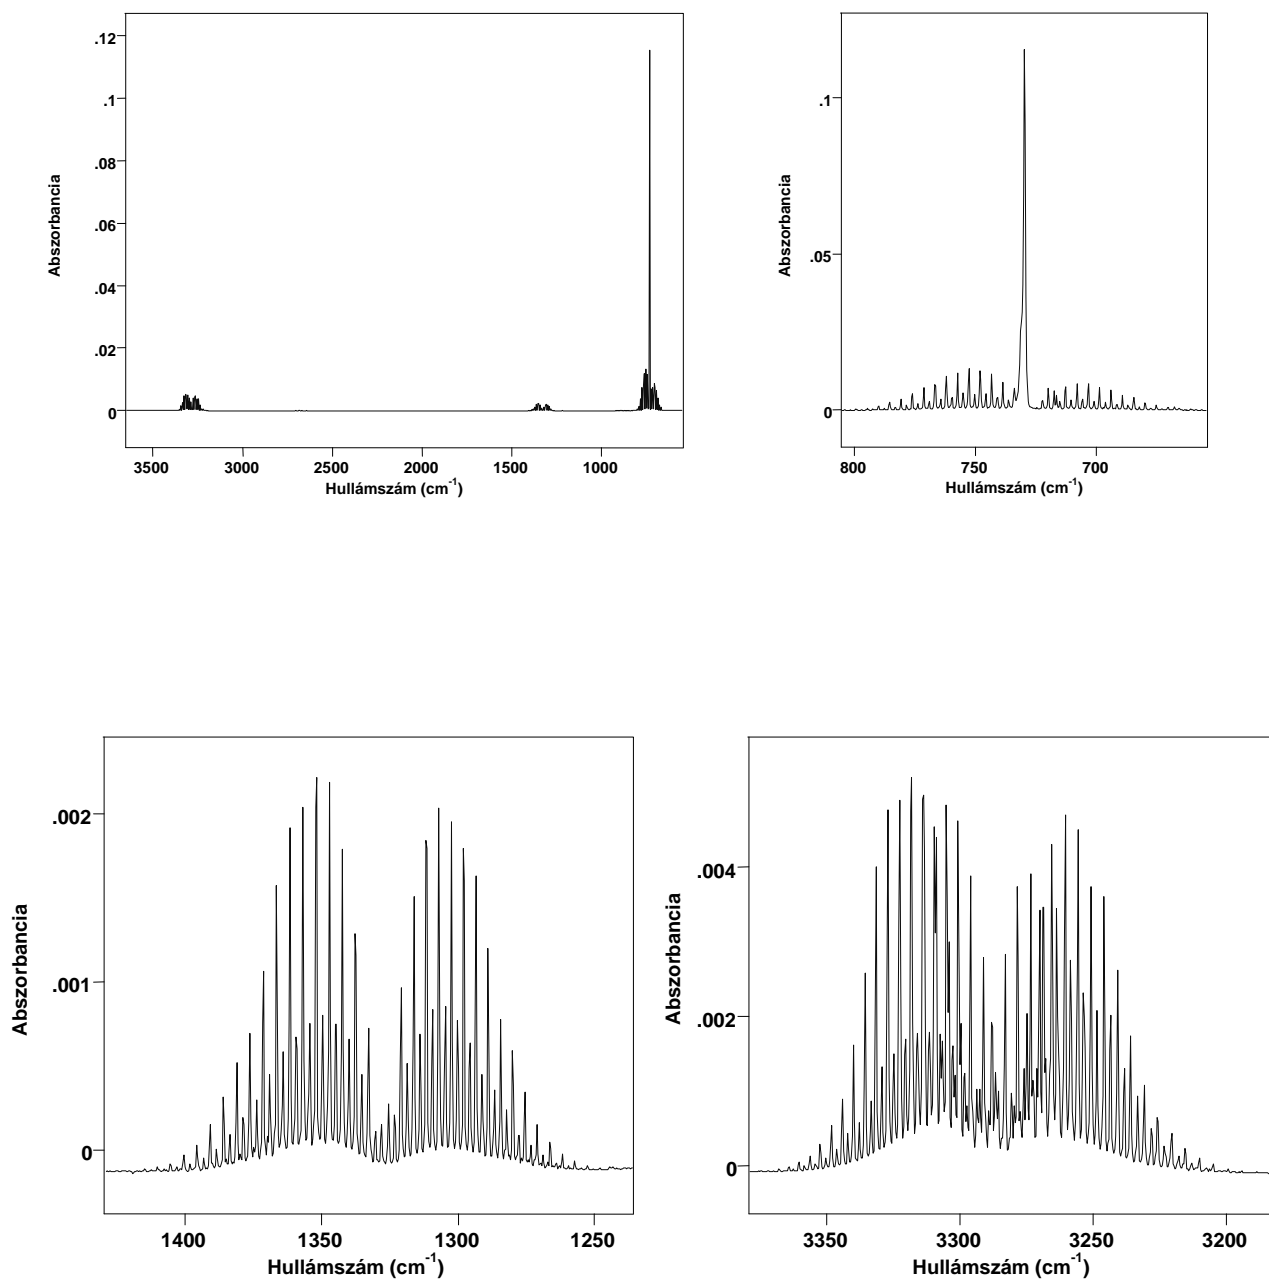 .12
.1
.08
.06
.04
.02
0
Abszorbancia
3500 3000 2500 2000 1500 1000
Hullámszám (cm-1)
.1
.05
0
Abszorbancia
800 750 700
Hullámszám (cm-1)
.002
.001
0
Abszorbancia
1400 1350 1300 1250
Hullámszám (cm-1)
.004
.002
0
Abszorbancia
3350 3300 3250 3200
Hullámszám (cm-1)